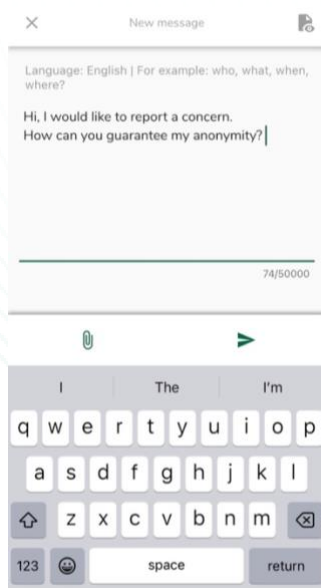 New message
Language: English | For example: who, what, when,
where?
Hi, I would like to report a concern.
How can you guarantee my anonymity?
74/50000
I The I'm
q w e r t y u i o p
a s d f g h j k l
z x c v b n m
123 space return